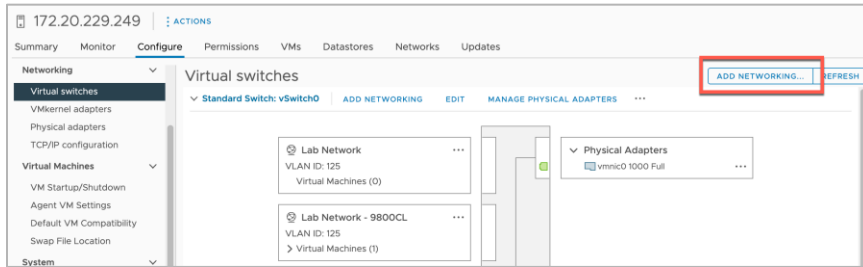 172.20.229.249 ACTIONS
Summary Monitor Configure Permissions VMs Datastores Networks Updates
Networking
Virtual switches
VMkernel adapters
Physical adapters
TCP/IP configuration
Virtual Machines
VM Startup/Shutdown
Agent VM Settings
Default VM Compatibility
Swap File Location
System
Virtual switches
ADD NETWORKING... REFRESH
Standard Switch: vSwitch0 ADD NETWORKING EDIT MANAGE PHYSICAL ADAPTERS ...
Lab Network ...
VLAN ID: 125
Virtual Machines (0)
Lab Network - 9800CL ...
VLAN ID: 125
Virtual Machines (1)
Physical Adapters
vmnic0 1000 Full ...